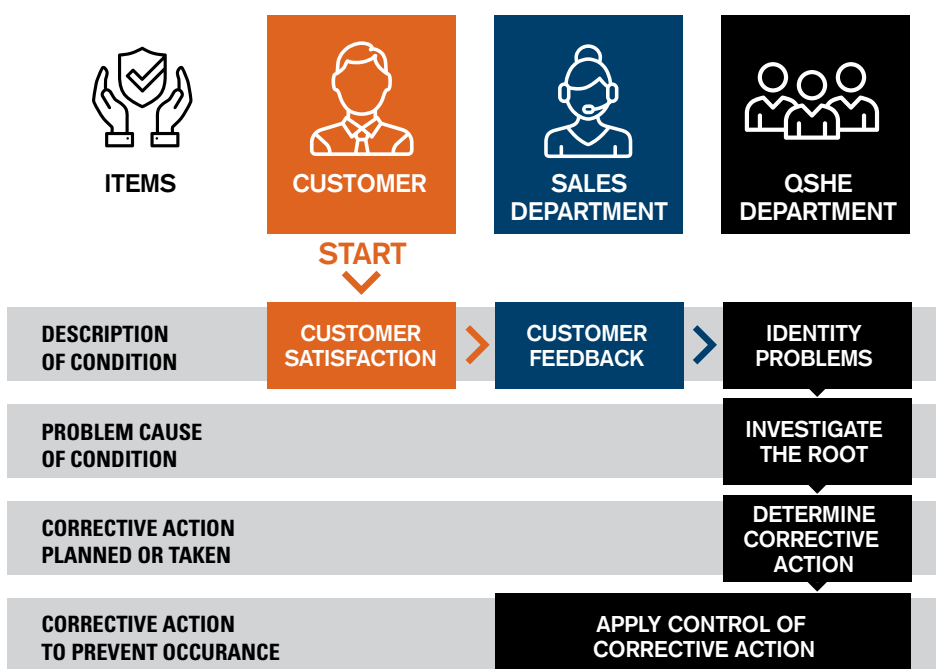 ITEMS
CUSTOMER
SALES
DEPARTMENT
QSHE
DEPARTMENT
START
DESCRIPTION
OF CONDITION
CUSTOMER
SATISFACTION
CUSTOMER
FEEDBACK
IDENTITY
PROBLEMS
PROBLEM CAUSE
OF CONDITION
INVESTIGATE
THE ROOT
CORRECTIVE ACTION
PLANNED OR TAKEN
DETERMINE
CORRECTIVE
ACTION
CORRECTIVE ACTION
TO PREVENT OCCURANCE
APPLY CONTROL OF
CORRECTIVE ACTION